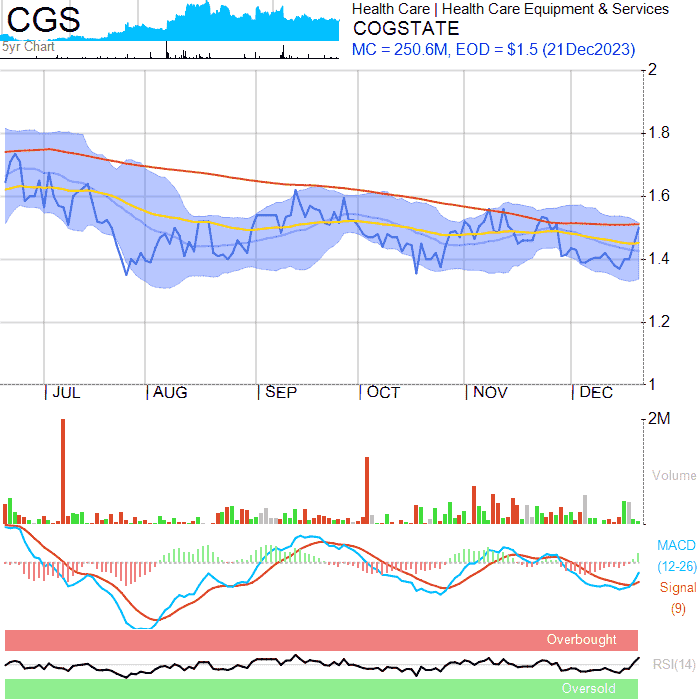 CGS
5yr Chart
Health Care | Health Care Equipment & Services
COGSTATE
MC = 250.6M, EOD = $1.5 (21Dec2023)
2
1.8
1.6
1.4
1.2
1
JUL AUG SEP OCT NOV DEC
2M
Volume
MACD
(12-26)
Signal
(9)
Overbought
RSI(14)
Oversold